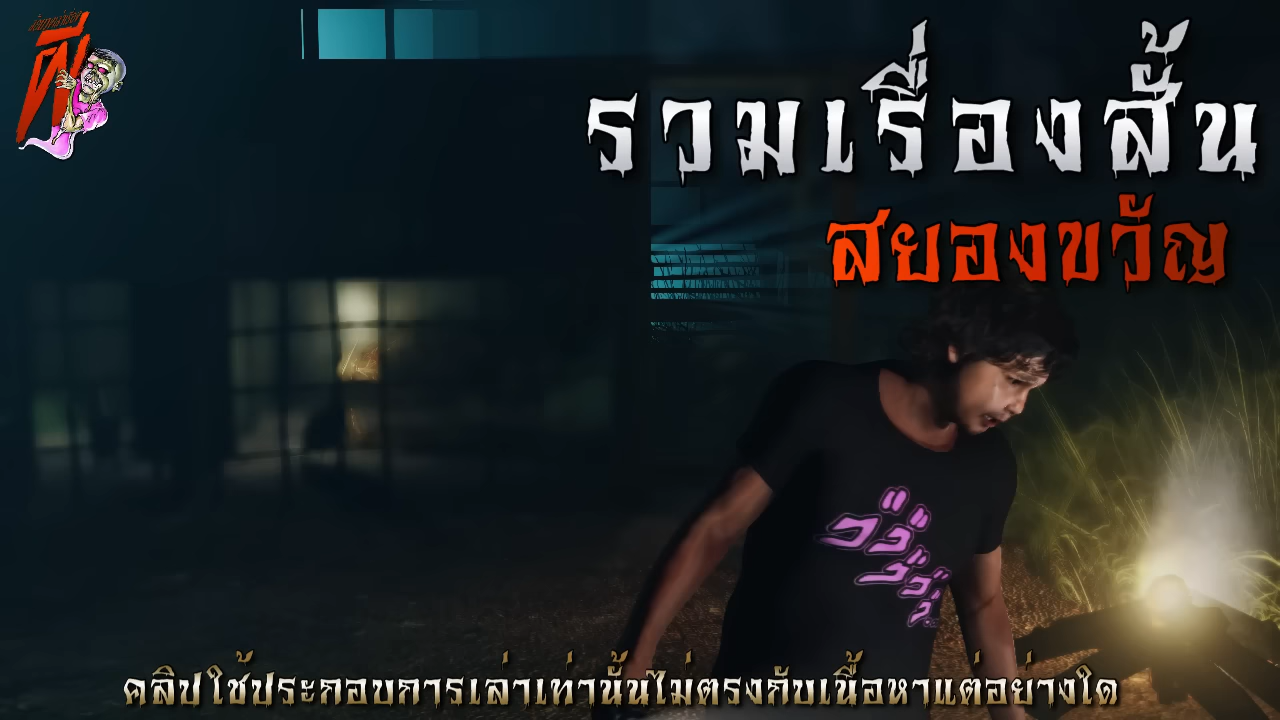 ผี
รวมเรื่องสั้น
สยองขวัญ
คลิปใช้ประกอบการเล่าเท่านั้นไม่ตรงกับเนื้อหาแต่อย่างใด